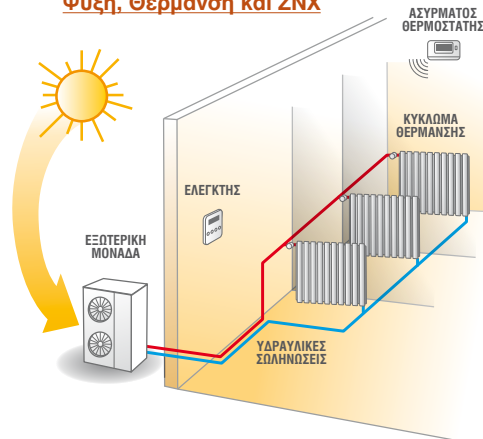 Ψύξη, Θέρμανση και ΖΝΧ
ΑΣΥΡΜΑΤΟΣ
ΘΕΡΜΟΣΤΑΤΗΣ
ΚΥΚΛΩΜΑ
ΘΕΡΜΑΝΣΗΣ
ΕΛΕΓΚΤΗΣ
ΕΞΩΤΕΡΙΚΗ
ΜΟΝΑΔΑ
ΥΔΡΑΥΛΙΚΕΣ
ΣΩΛΗΝΩΣΕΙΣ